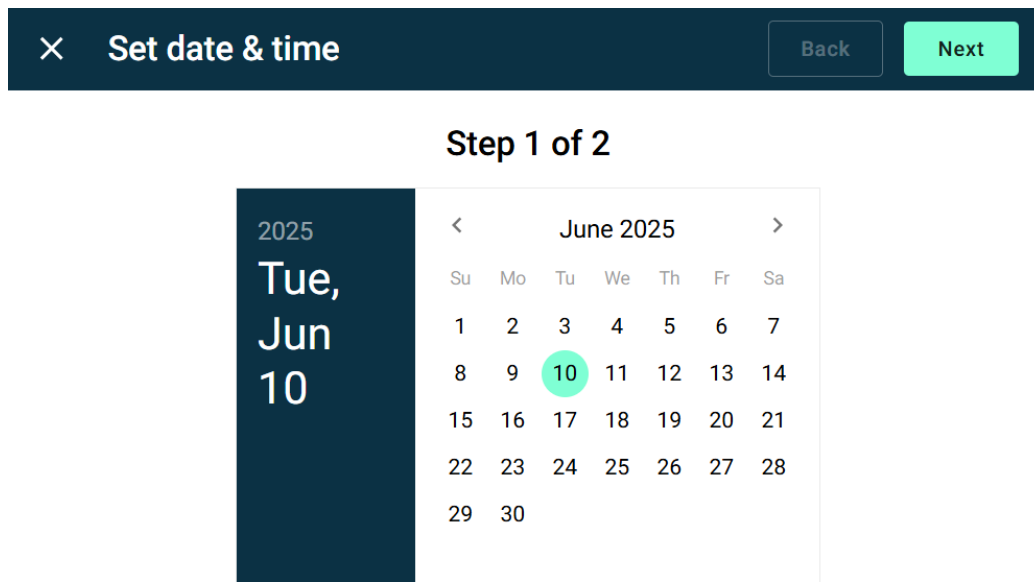 Set date & time
Back
Next
Step 1 of 2
2025
Tue,
Jun
10
June 2025
Su Mo Tu We Th Fr Sa
1 2 3 4 5 6 7
8 9 10 11 12 13 14
15 16 17 18 19 20 21
22 23 24 25 26 27 28
29 30